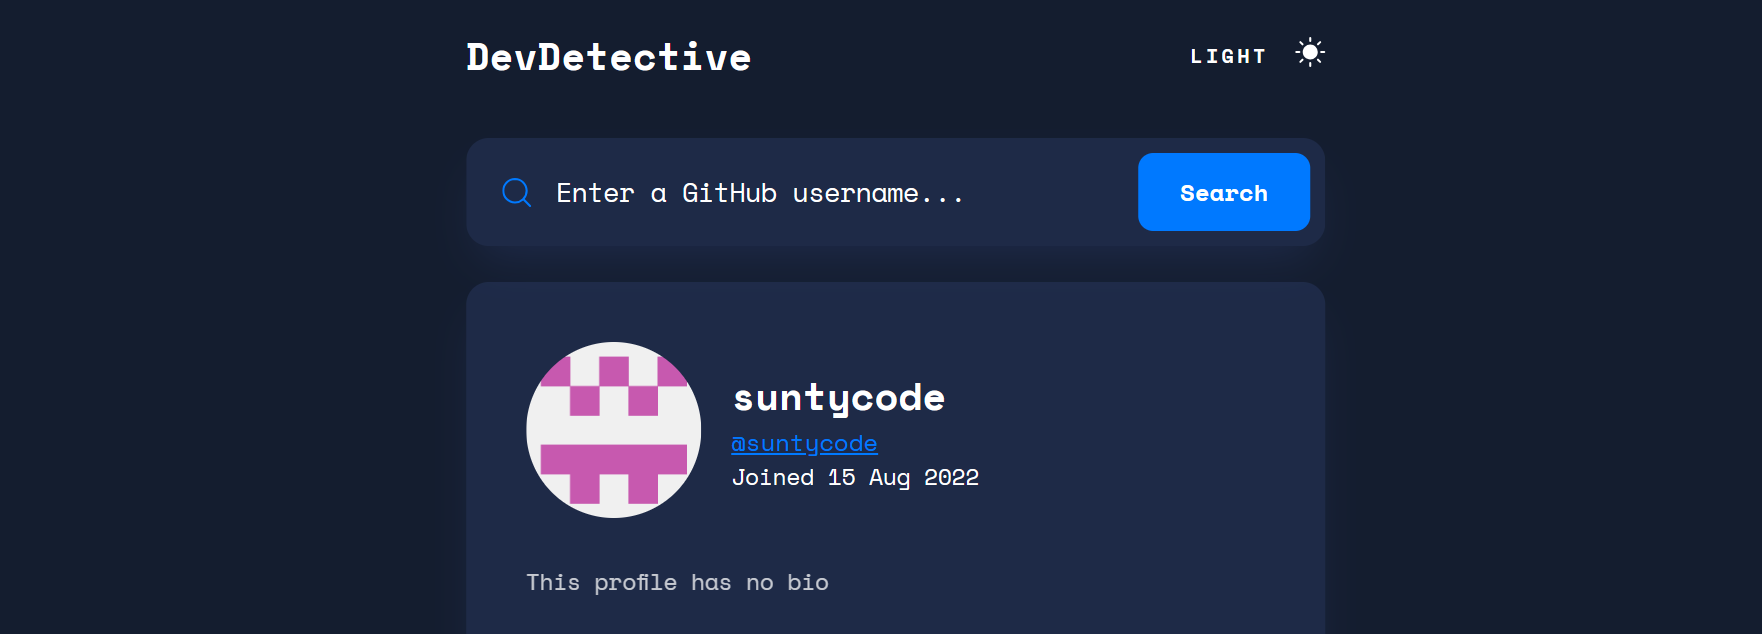 DevDetective
LIGHT
Enter a GitHub username...
Search
suntycode
@suntycode
Joined 15 Aug 2022
This profile has no bio